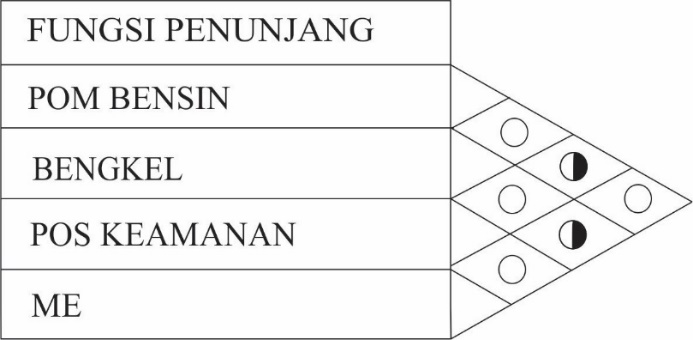 FUNGSI PENUNJANG
POM BENSIN
BENGKEL
POS KEAMANAN
ME